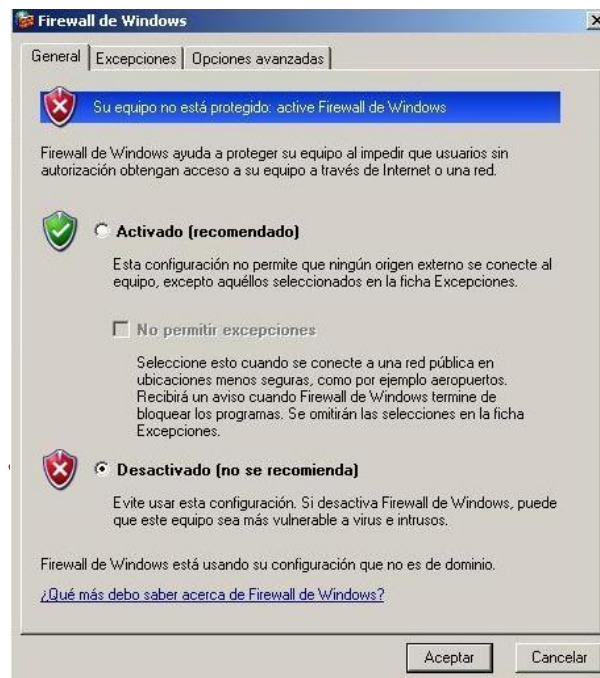 Firewall de Windows
General Excepciones Opciones avanzadas
Su equipo no está protegido: active Firewall de Windows
Firewall de Windows ayuda a proteger su equipo al impedir que usuarios sin
autorización obtengan acceso a su equipo a través de Internet o una red.
Activado (recomendado)
Esta configuración no permite que ningún origen externo se conecte al
equipo, excepto aquéllos seleccionados en la ficha Excepciones.
No permitir excepciones
Seleccione esto cuando se conecte a una red pública en
ubicaciones menos seguras, como por ejemplo aeropuertos.
Recibirá un aviso cuando Firewall de Windows termine de
bloquear los programas. Se omitirán las selecciones en la ficha
Excepciones.
Desactivado (no se recomienda)
Evite usar esta configuración. Si desactiva Firewall de Windows, puede
que este equipo sea más vulnerable a virus e intrusos.
Firewall de Windows está usando su configuración que no es de dominio.
¿Qué más debo saber acerca de Firewall de Windows?
Aceptar Cancelar